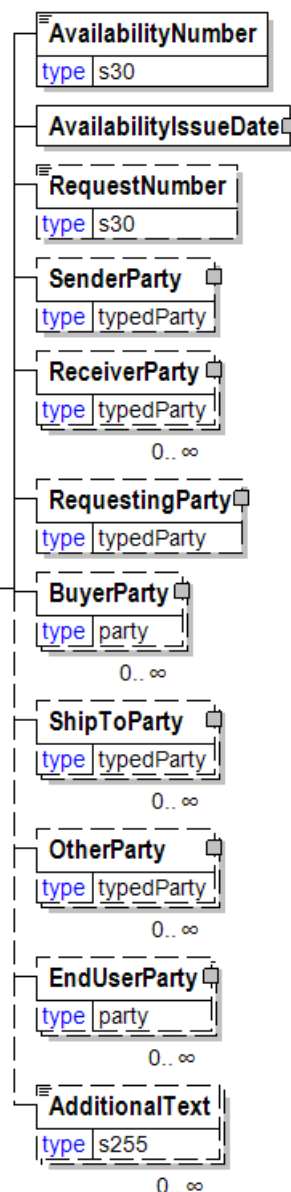 AvailabilityNumber
type s30
AvailabilityIssueDate
RequestNumber
type s30
SenderParty
type typedParty
ReceiverParty
type typedParty
0.. ∞
RequestingParty
type typedParty
BuyerParty
type party
0.. ∞
ShipToParty
type typedParty
0.. ∞
OtherParty
type typedParty
0.. ∞
EndUserParty
type party
0.. ∞
AdditionalText
type s255
0.. ∞